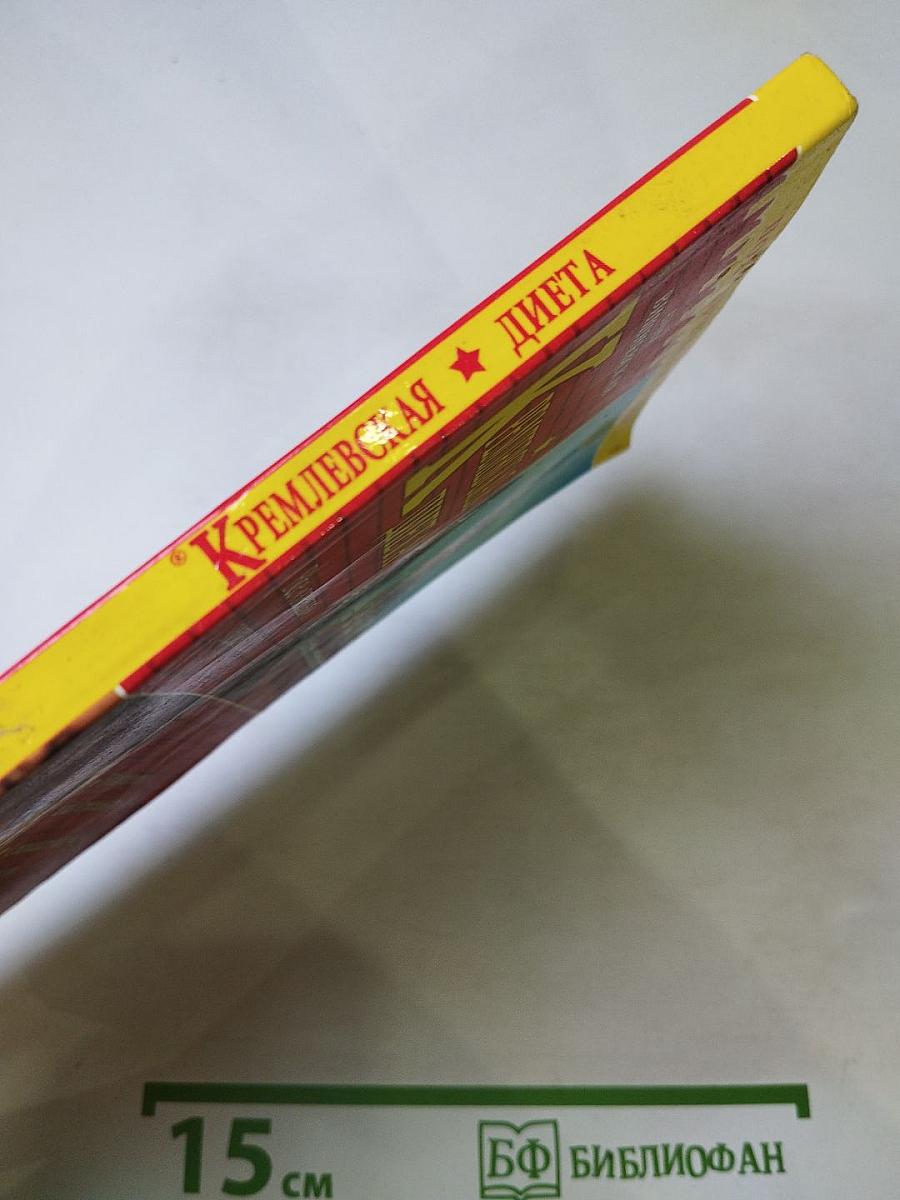 ® КРЕМЛЕВСКАЯ ★ ДИЕТА
15 см
БФ БИБЛИОФАН